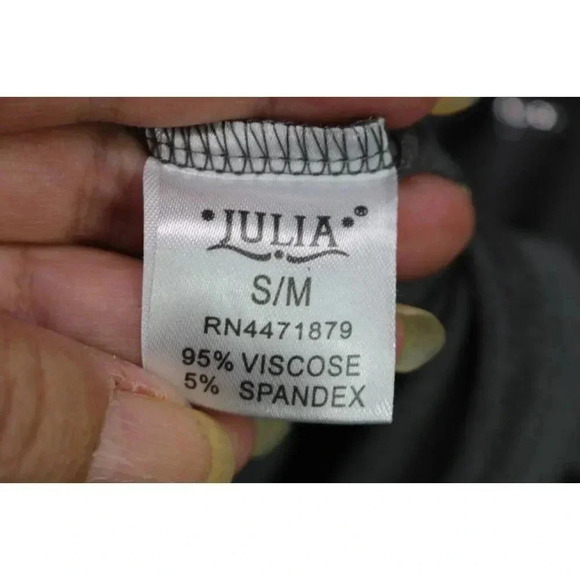 •JULIA•®
S/M
RN4471879
95% VISCOSE
5% SPANDEX